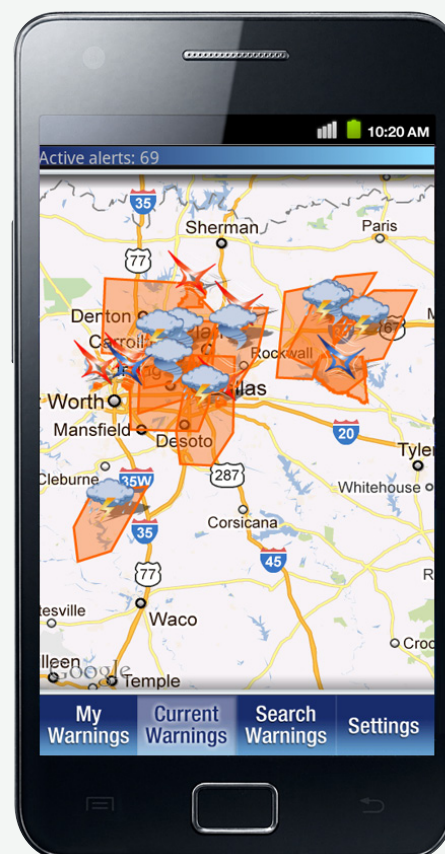 10:20 AM
Active alerts: 69
35
Sherman
Paris
77
Denton
Carroll
67
Rockwall
Worth
llas
Mansfield
Desoto
20
Tyler
Cleburne
35W
287
Whitehouse
Corsicana
35
45
77
Waco
tesville
Croc
lleen
Google
Temple
My
Warnings
Current
Warnings
Search
Warnings
Settings